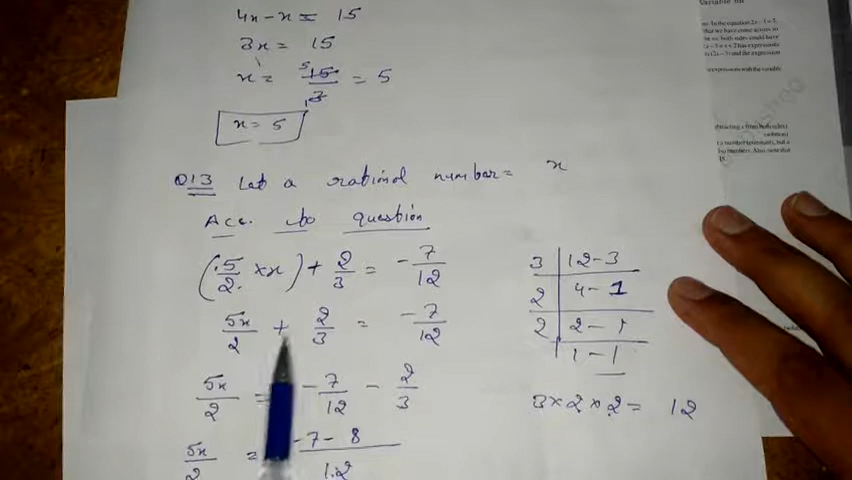 4x - x = 15
3x = 15
x = 15/3 = 5
x = 5
Q13 Let a rational number = x
Acc. to question
(5/2 × x) + 2/3 = -7/12
5x/2 + 2/3 = -7/12
5x/2 = -7/12 - 2/3
5x/2 = -7-8/12
3 | 12 - 3
2 | 4 - 1
2 | 2 - 1
1 - 1
3 × 2 × 2 = 12